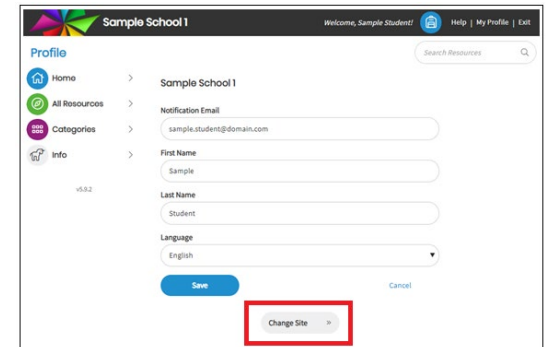 Sample School 1
Welcome, Sample Student!
Help | My Profile | Exit
Profile
Search Resources
Home
All Resources
Categories
Info
v5.9.2
Sample School 1
Notification Email
sample.student@domain.com
First Name
Sample
Last Name
Student
Language
English
Save
Cancel
Change Site »